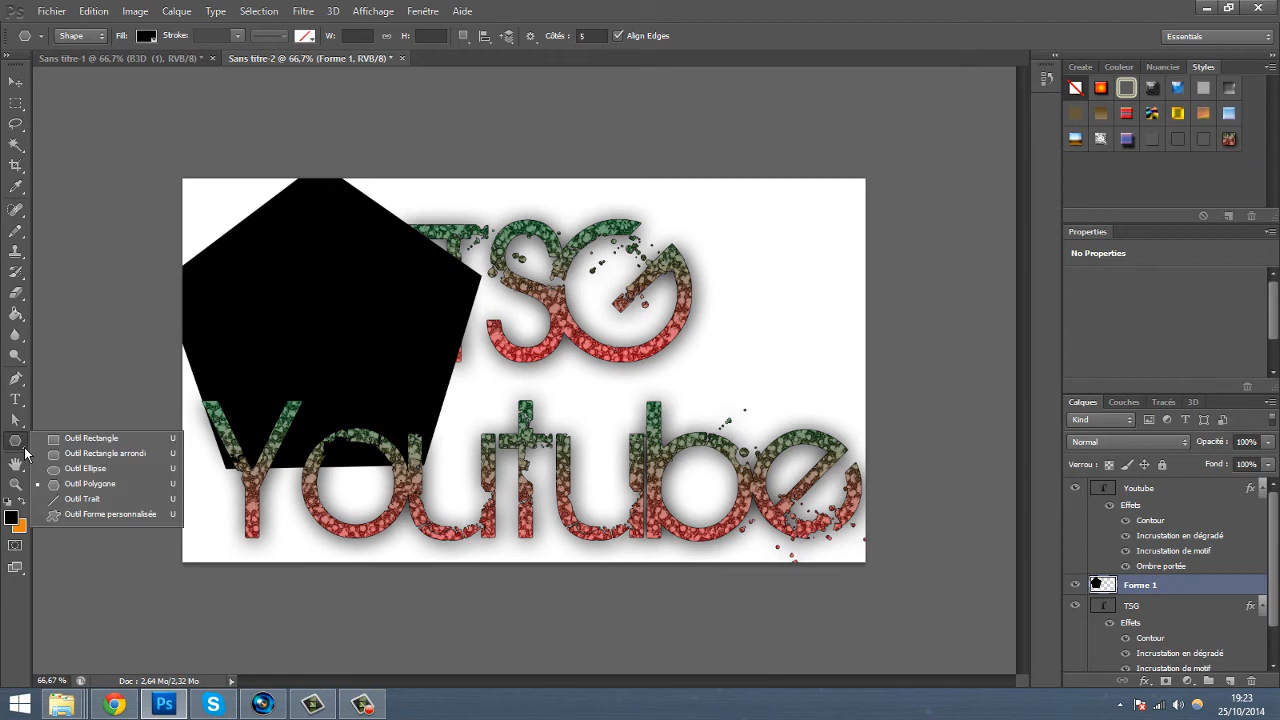 Ps Fichier Edition Image Calque Type Sélection Filtre 3D Affichage Fenêtre Aide
Shape Fill: Stroke: W: H: Côtés : 5 Align Edges Essentials
Sans titre-1 @ 66,7% (B3D (1), RVB/8) * × Sans titre-2 @ 66,7% (Forme 1, RVB/8) * ×
Create Couleur Nuancier Styles
Properties
No Properties
TSG
Youtube
Outil Rectangle U
Outil Rectangle arrondi U
Outil Ellipse U
Outil Polygone U
Outil Trait U
Outil Forme personnalisée U
Calques Couches Tracés 3D
Kind
Normal Opacité : 100%
Verrou : Fond : 100%
Youtube fx
Effets
Contour
Incrustation en dégradé
Incrustation de motif
Ombre portée
Forme 1
TSG fx
Effets
Contour
Incrustation en dégradé
Incrustation de motif
66,67 % Doc : 2,64 Mo/2,32 Mo
Ps
19:23
25/10/2014